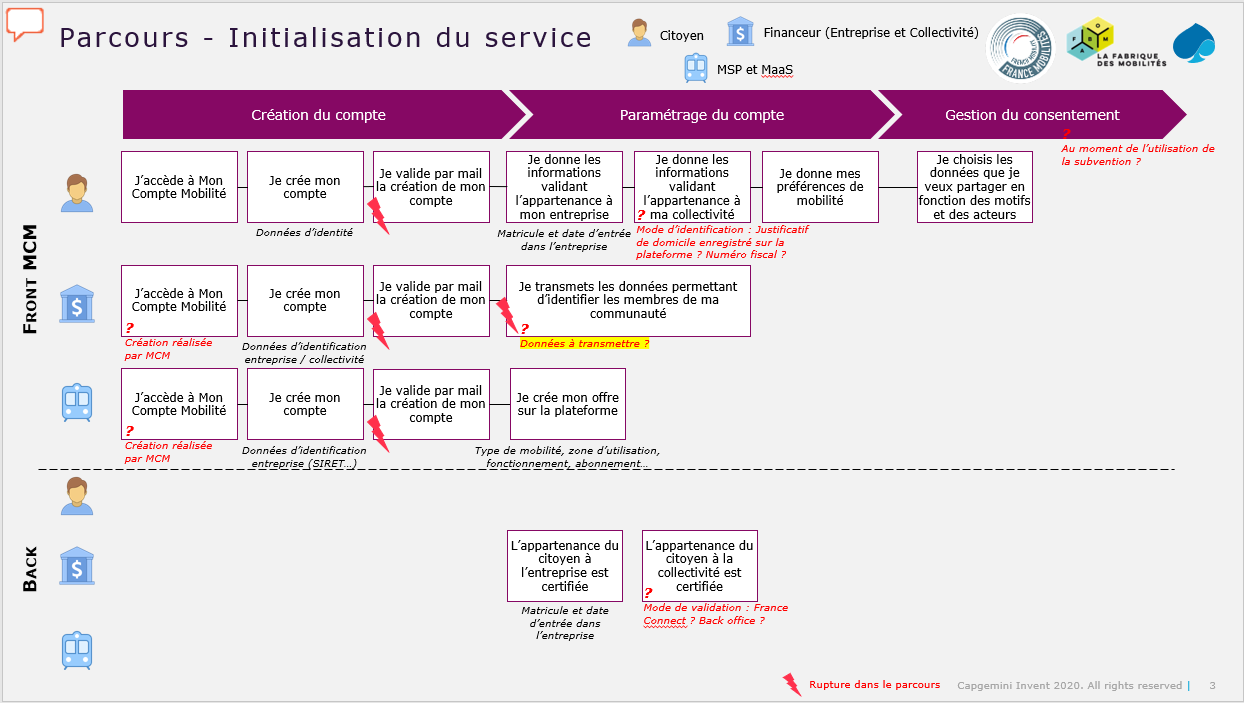 Parcours - Initialisation du service
Citoyen
Financeur (Entreprise et Collectivité)
MSP et MaaS
FRANCE MOBILITÉS
FRENCH MOBILITY
FAB
LA FABRIQUE
DES MOBILITÉS
Création du compte
Paramétrage du compte
Gestion du consentement
?
Au moment de l'utilisation de
la subvention ?
FRONT MCM
J'accède à Mon
Compte Mobilité
Je crée mon
compte
Données d'identité
Je valide par mail
la création de mon
compte
Je donne les
informations
validant
l'appartenance à
mon entreprise
Matricule et date d'entrée
dans l'entreprise
Je donne les
informations
validant
l'appartenance à
ma collectivité
?
Mode d'identification : Justificatif
de domicile enregistré sur la
plateforme ? Numéro fiscal ?
Je donne mes
préférences de
mobilité
Je choisis les
données que je
veux partager en
fonction des motifs
et des acteurs
J'accède à Mon
Compte Mobilité
?
Création réalisée
par MCM
Je crée mon
compte
Données d'identification
entreprise / collectivité
Je valide par mail
la création de mon
compte
Je transmets les données permettant
d'identifier les membres de ma
communauté
?
Données à transmettre ?
J'accède à Mon
Compte Mobilité
?
Création réalisée
par MCM
Je crée mon
compte
Données d'identification
entreprise (SIRET…)
Je valide par mail
la création de mon
compte
Je crée mon offre
sur la plateforme
Type de mobilité, zone d'utilisation,
fonctionnement, abonnement…
BACK
L'appartenance du
citoyen à
l'entreprise est
certifiée
Matricule et date
d'entrée dans
l'entreprise
L'appartenance du
citoyen à la
collectivité est
certifiée
?
Mode de validation : France
Connect ? Back office ?
Rupture dans le parcours
Capgemini Invent 2020. All rights reserved |
3